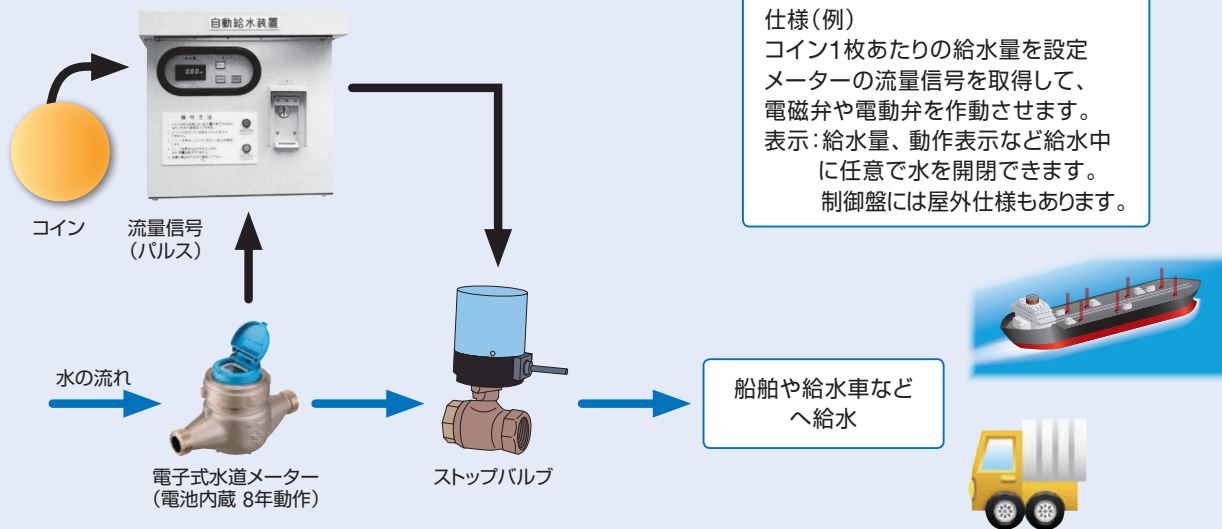 自動給水装置
操作方法
コイン
流量信号
(パルス)
仕様(例)
コイン1枚あたりの給水量を設定
メーターの流量信号を取得して、
電磁弁や電動弁を作動させます。
表示:給水量、動作表示など給水中
に任意で水を開閉できます。
制御盤には屋外仕様もあります。
水の流れ
電子式水道メーター
(電池内蔵 8年動作)
ストップバルブ
船舶や給水車など
へ給水